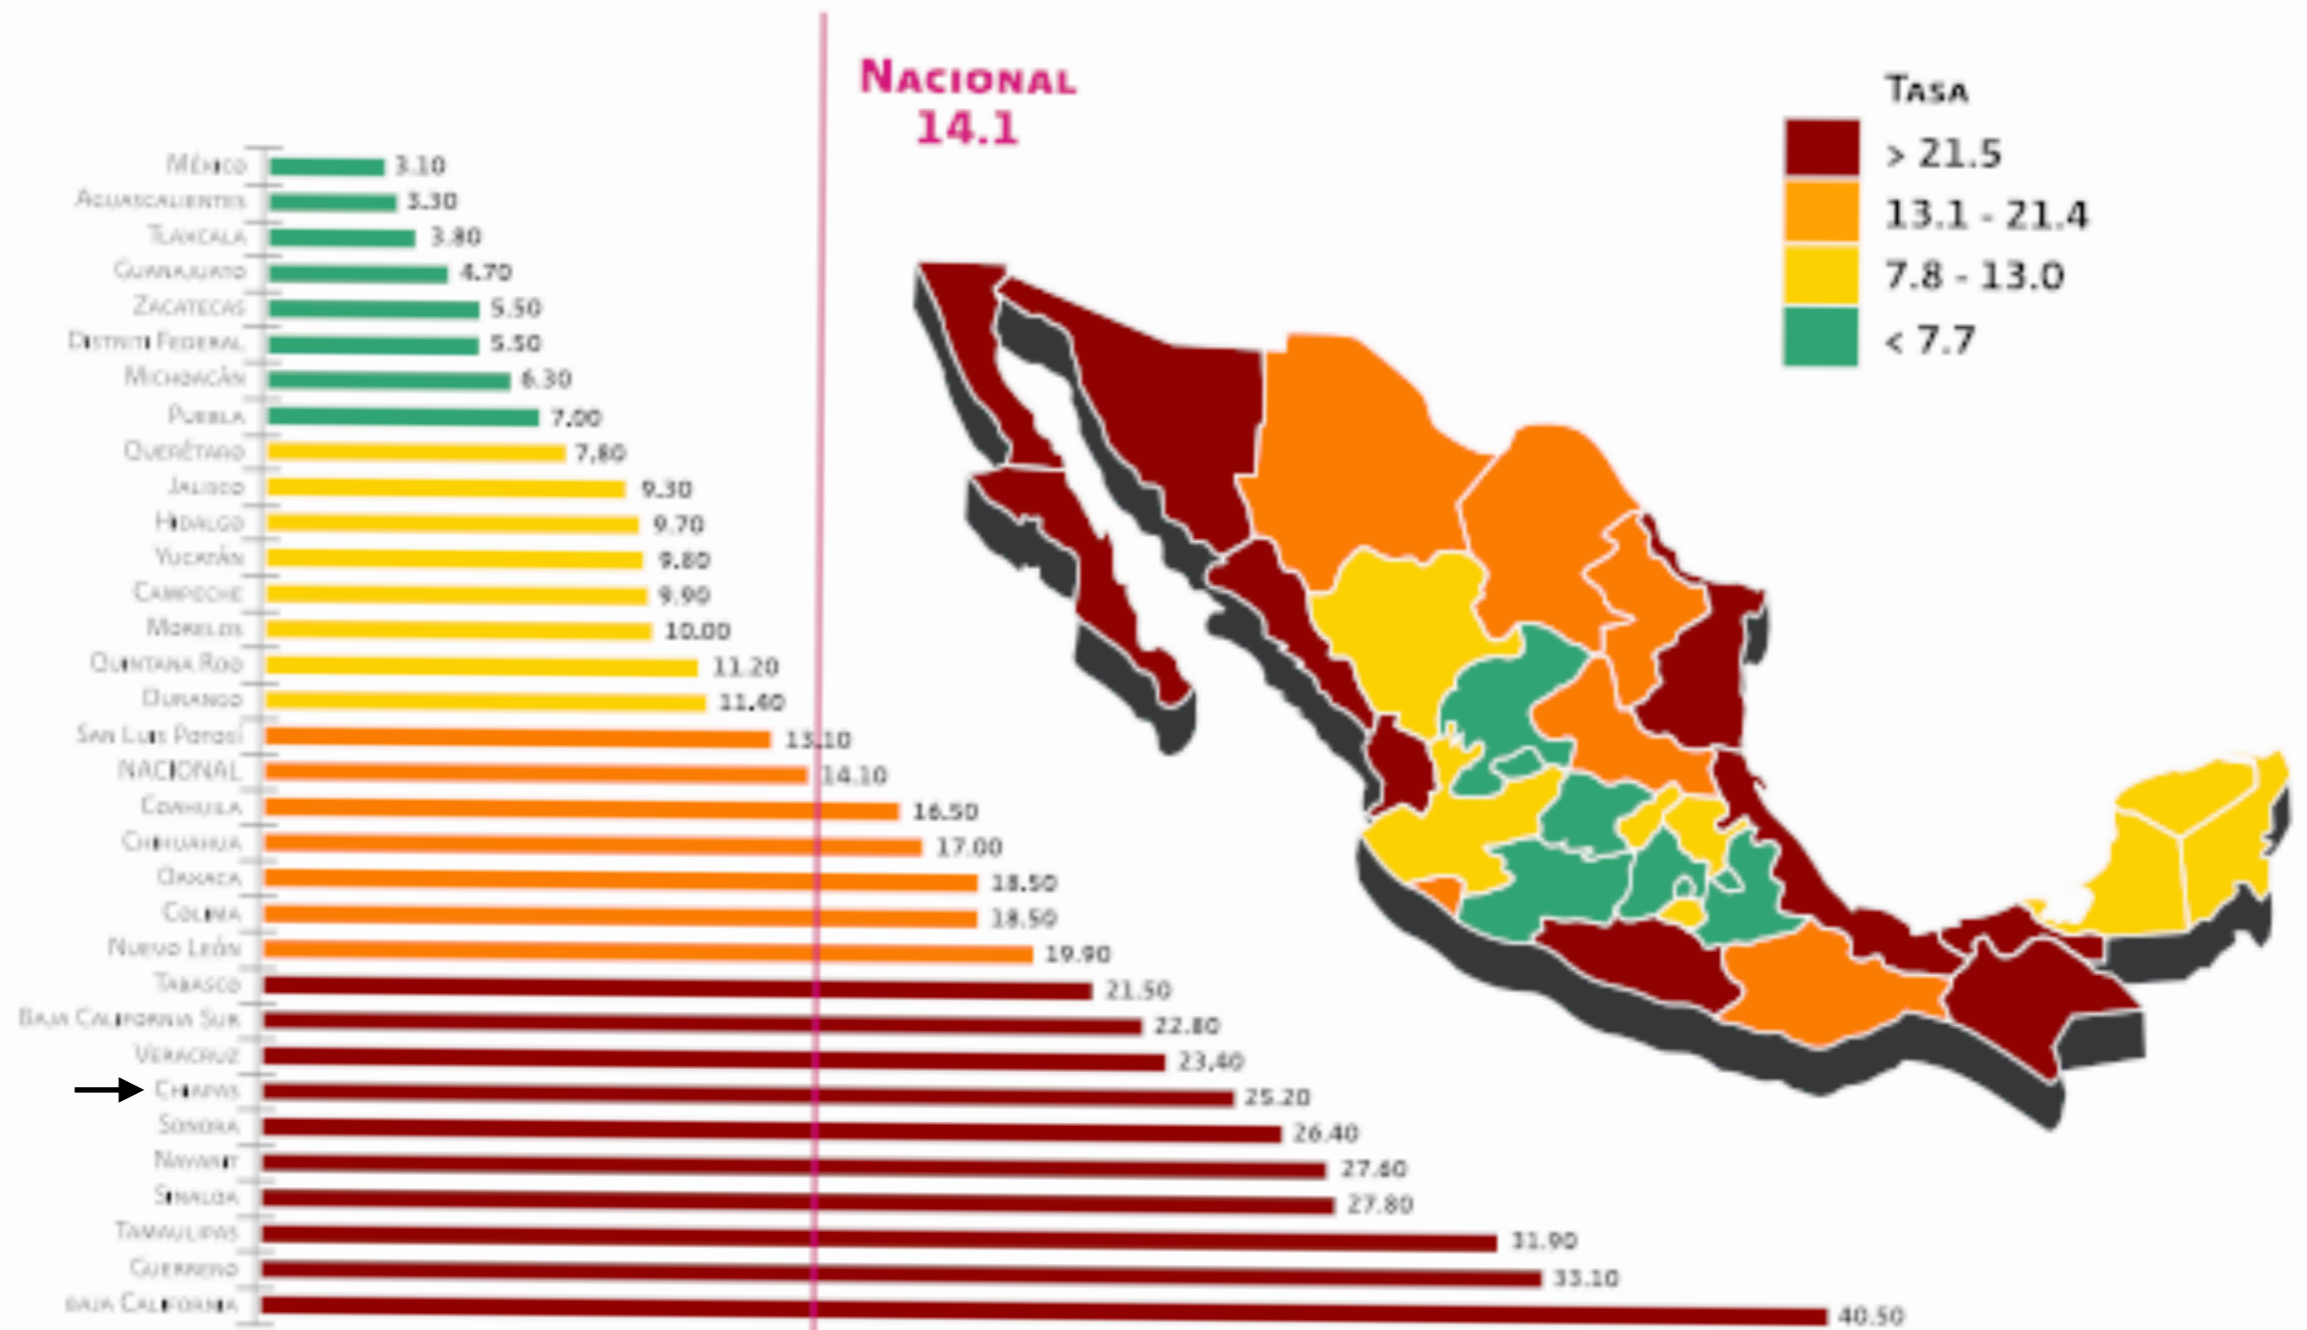 NACIONAL
14.1
TASA
> 21.5
13.1 - 21.4
7.8 - 13.0
< 7.7
MÉXICO 3.10
AGUASCALIENTES 3.30
TLAXCALA 3.80
GUANAJUATO 4.70
ZACATECAS 5.50
DISTRITI FEDERAL 5.50
MICHOACÁN 6.30
PUEBLA 7.00
QUERÉTARO 7.80
JALISCO 9.30
HIDALGO 9.70
YUCATÁN 9.80
CAMPECHE 9.90
MORELOS 10.00
QUINTANA ROO 11.20
DURANGO 11.40
SAN LUIS POTOSÍ 13.10
NACIONAL 14.10
COAHUILA 16.50
CHIHUAHUA 17.00
OAXACA 18.50
COLIMA 18.50
NUEVO LEÓN 19.90
TABASCO 21.50
BAJA CALIFORNIA SUR 22.80
VERACRUZ 23.40
CHIAPAS 25.20
SONORA 26.40
NAYARIT 27.60
SINALOA 27.80
TAMAULIPAS 31.90
GUERRERO 33.10
BAJA CALIFORNIA 40.50